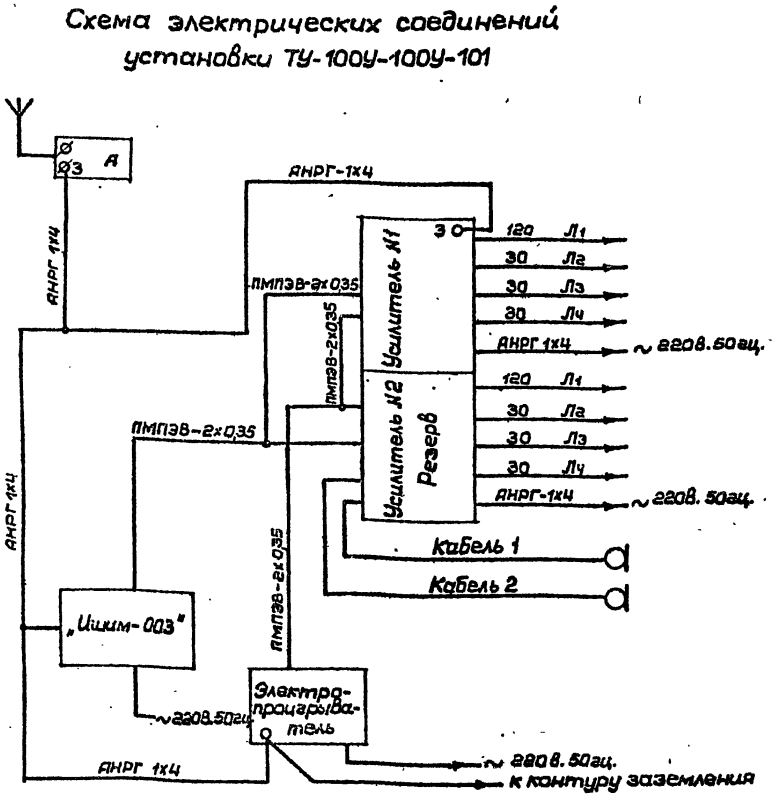 Схема электрических соединений
установки ТУ-100У-100У-101
А
З
АНРГ 1х4
АНРГ-1х4
З
Усилитель N1
120 Л1
30 Л2
30 Л3
30 Л4
АНРГ 1х4
~ 220в. 50гц.
ПМПЭВ-2х0,35
ПМПЭВ-2х0,35
Усилитель N2
Резерв
120 Л1
30 Л2
30 Л3
30 Л4
АНРГ-1х4
~ 220в. 50гц.
ПМПЭВ-2х0,35
АНРГ 1х4
ПМПЭВ-2х0,35
Кабель 1
Кабель 2
„Ишим-003"
~220в.50гц
Электро-
проигрыва-
тель
~ 220в. 50гц.
АНРГ 1х4
к контуру заземления